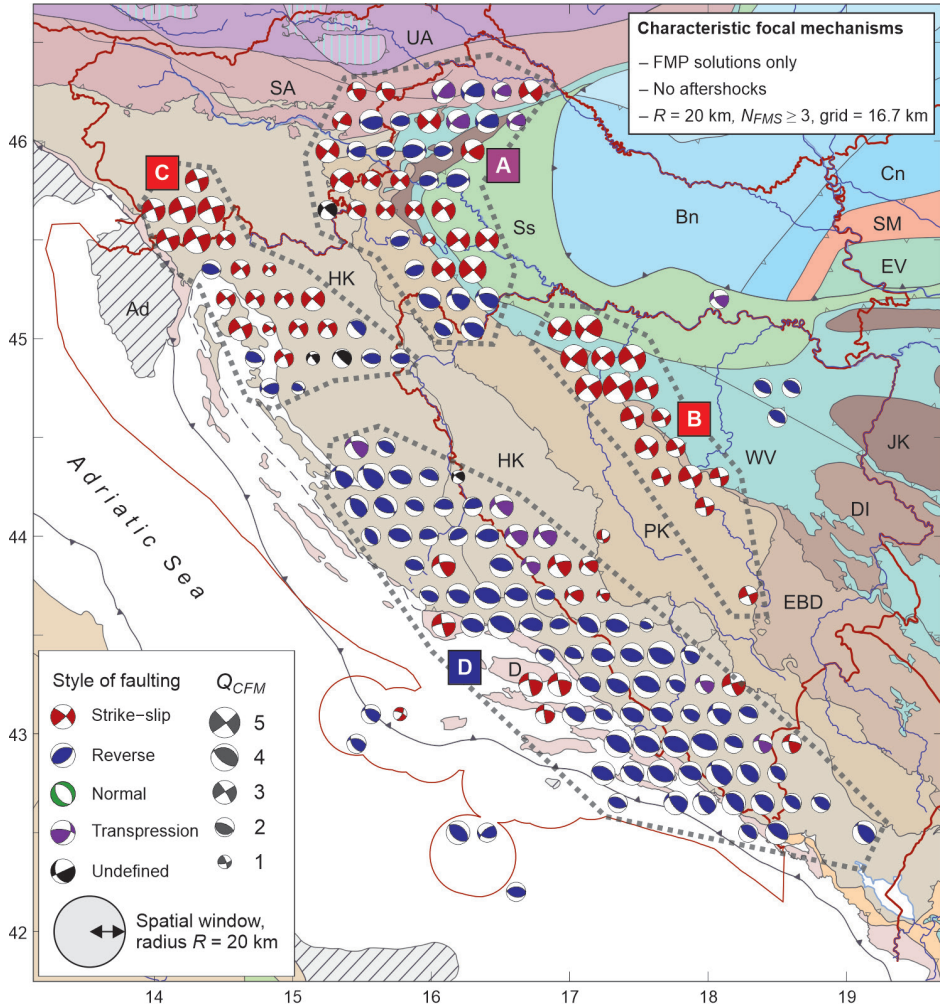 Characteristic focal mechanisms
– FMP solutions only
– No aftershocks
– R = 20 km, NFMS ≥ 3, grid = 16.7 km
UA
SA
46
A
C
Cn
Bn
SM
Ss
EV
HK
Ad
45
B
JK
WV
HK
DI
44
PK
EBD
Adriatic Sea
D
D
43
42
Style of faulting
Strike–slip
Reverse
Normal
Transpression
Undefined
QCFM
5
4
3
2
1
Spatial window,
radius R = 20 km
14 15 16 17 18 19